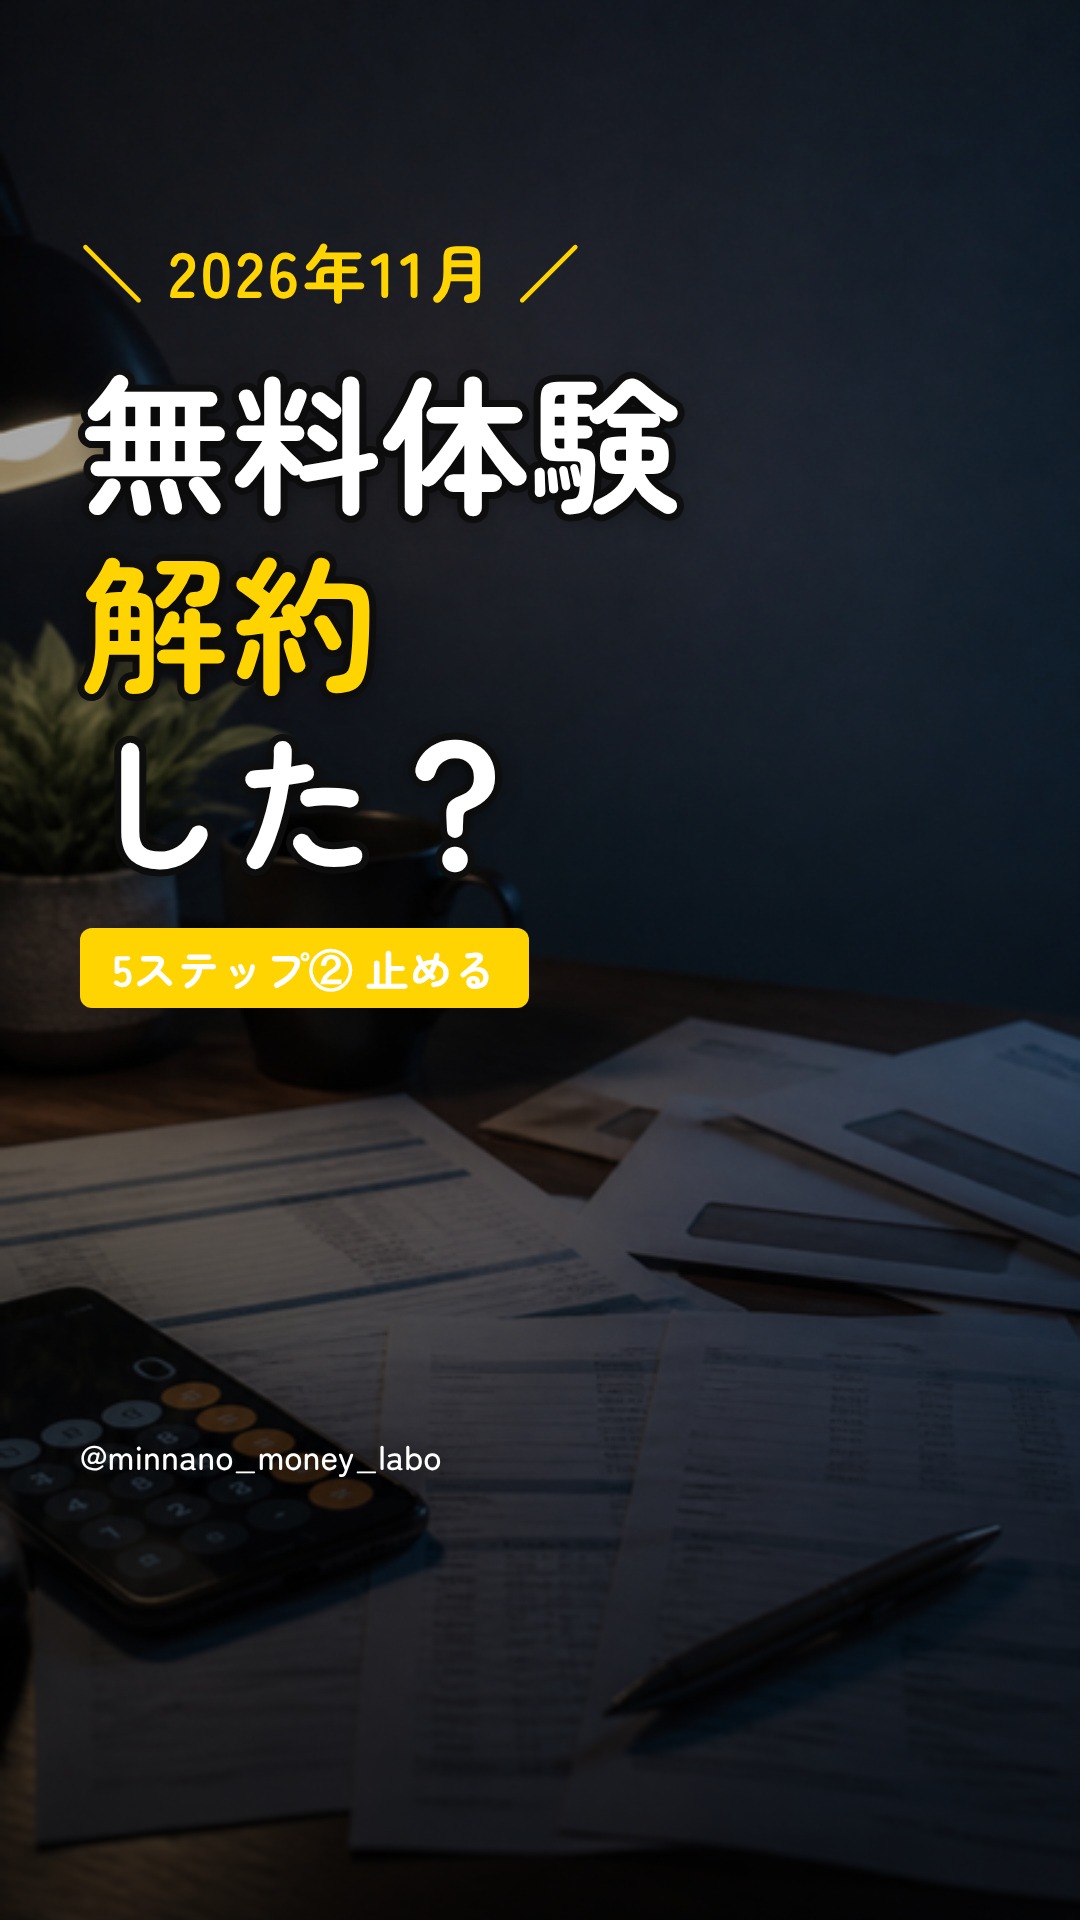 ＼ 2026年11月 ／
無料体験
解約
した？
5ステップ② 止める
@minnano_money_labo